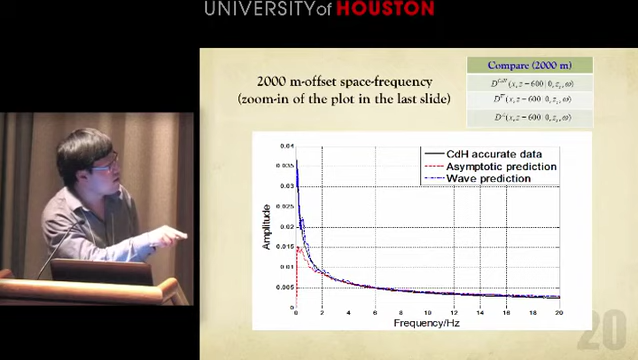 UNIVERSITY of HOUSTON
Compare (2000 m)
2000 m-offset space-frequency
(zoom-in of the plot in the last slide)
CdH accurate data
Asymptotic prediction
Wave prediction
0.04
0.035
0.03
0.025
0.02
0.015
0.01
0.005
0
Amplitude
0 2 4 6 8 10 12 14 16 18 20
Frequency/Hz
20